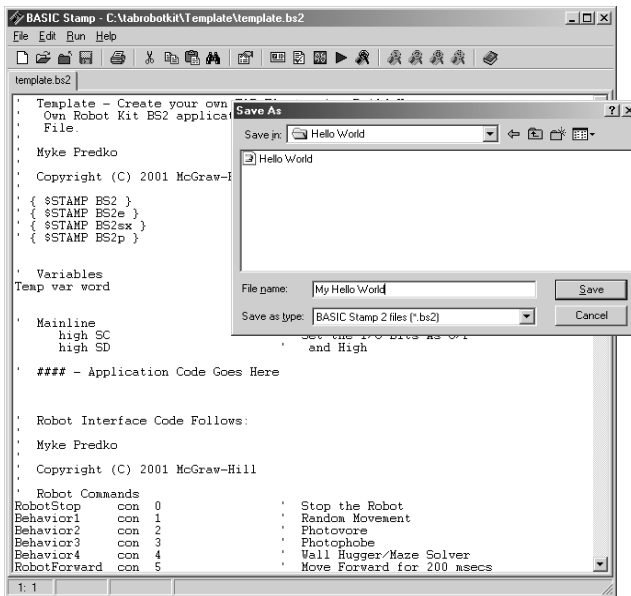 BASIC Stamp - C:\tabrobotkit\Template\template.bs2
File Edit Run Help
template.bs2
'   Template - Create your own
'    Own Robot Kit BS2 applicat
'    File.
'
'   Myke Predko
'
'   Copyright (C) 2001 McGraw-H
'
'  { $STAMP BS2 }
'  { $STAMP BS2e }
'  { $STAMP BS2sx }
'  { $STAMP BS2p }
'   Variables
Temp var word
'   Mainline
high SC
high SD                         '    and High
'   #### - Application Code Goes Here
'   Robot Interface Code Follows:
'
'   Myke Predko
'
'   Copyright (C) 2001 McGraw-Hill
'
'   Robot Commands
RobotStop     con  0                '   Stop the Robot
Behavior1     con  1                '   Random Movement
Behavior2     con  2                '   Photovore
Behavior3     con  3                '   Photophobe
Behavior4     con  4                '   Wall Hugger/Maze Solver
RobotForward  con  5                '   Move Forward for 200 msecs
1: 1
Save As
Save in: Hello World
Hello World
File name: My Hello World Save
Save as type: BASIC Stamp 2 files (*.bs2) Cancel